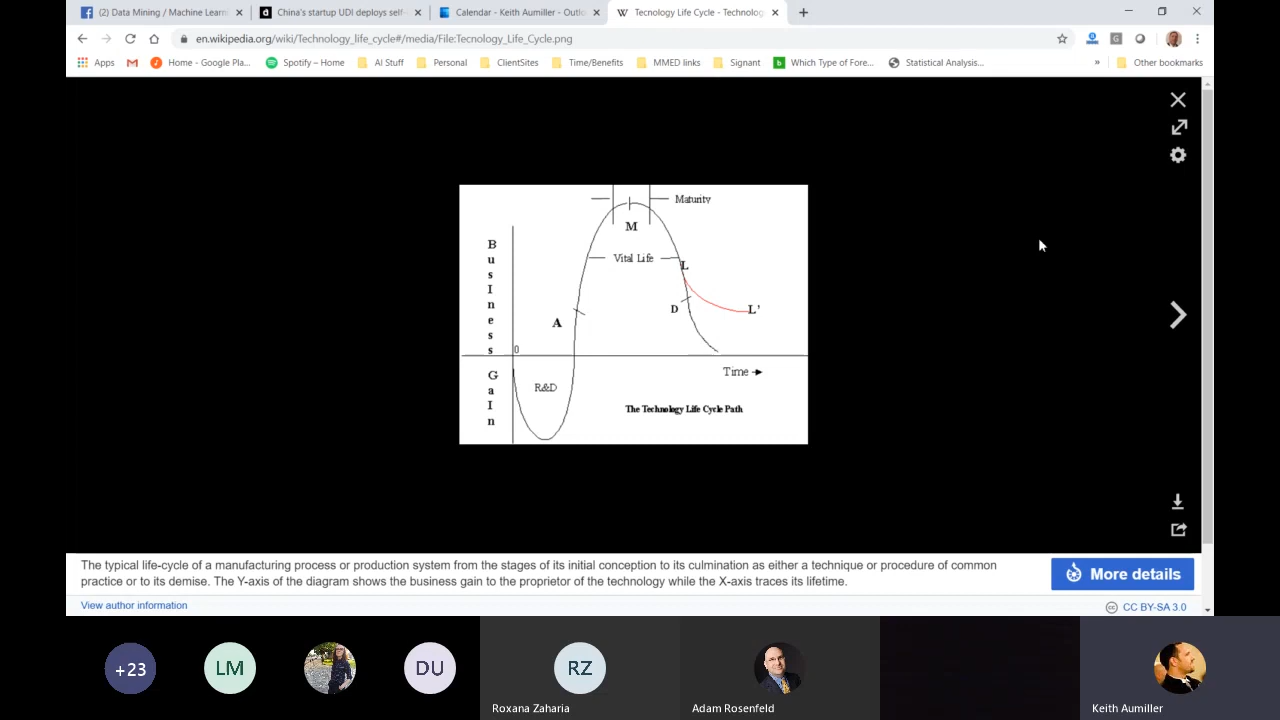 (2) Data Mining / Machine Learni
China's startup UDI deploys self-
Calendar - Keith Aumiller - Outlo
W Tecnology Life Cycle - Technolog
en.wikipedia.org/wiki/Technology_life_cycle#/media/File:Tecnology_Life_Cycle.png
Apps
Home - Google Pla...
Spotify – Home
AI Stuff
Personal
ClientSites
Time/Benefits
MMED links
Signant
Which Type of Fore...
Statistical Analysis...
»
Other bookmarks
Maturity
M
Vital Life
L
BusIness
A
D
L'
0
GaIn
R&D
Time
The Technology Life Cycle Path
The typical life-cycle of a manufacturing process or production system from the stages of its initial conception to its culmination as either a technique or procedure of common
practice or to its demise. The Y-axis of the diagram shows the business gain to the proprietor of the technology while the X-axis traces its lifetime.
More details
View author information
CC BY-SA 3.0
+23
LM
DU
RZ
Roxana Zaharia
Adam Rosenfeld
Keith Aumiller